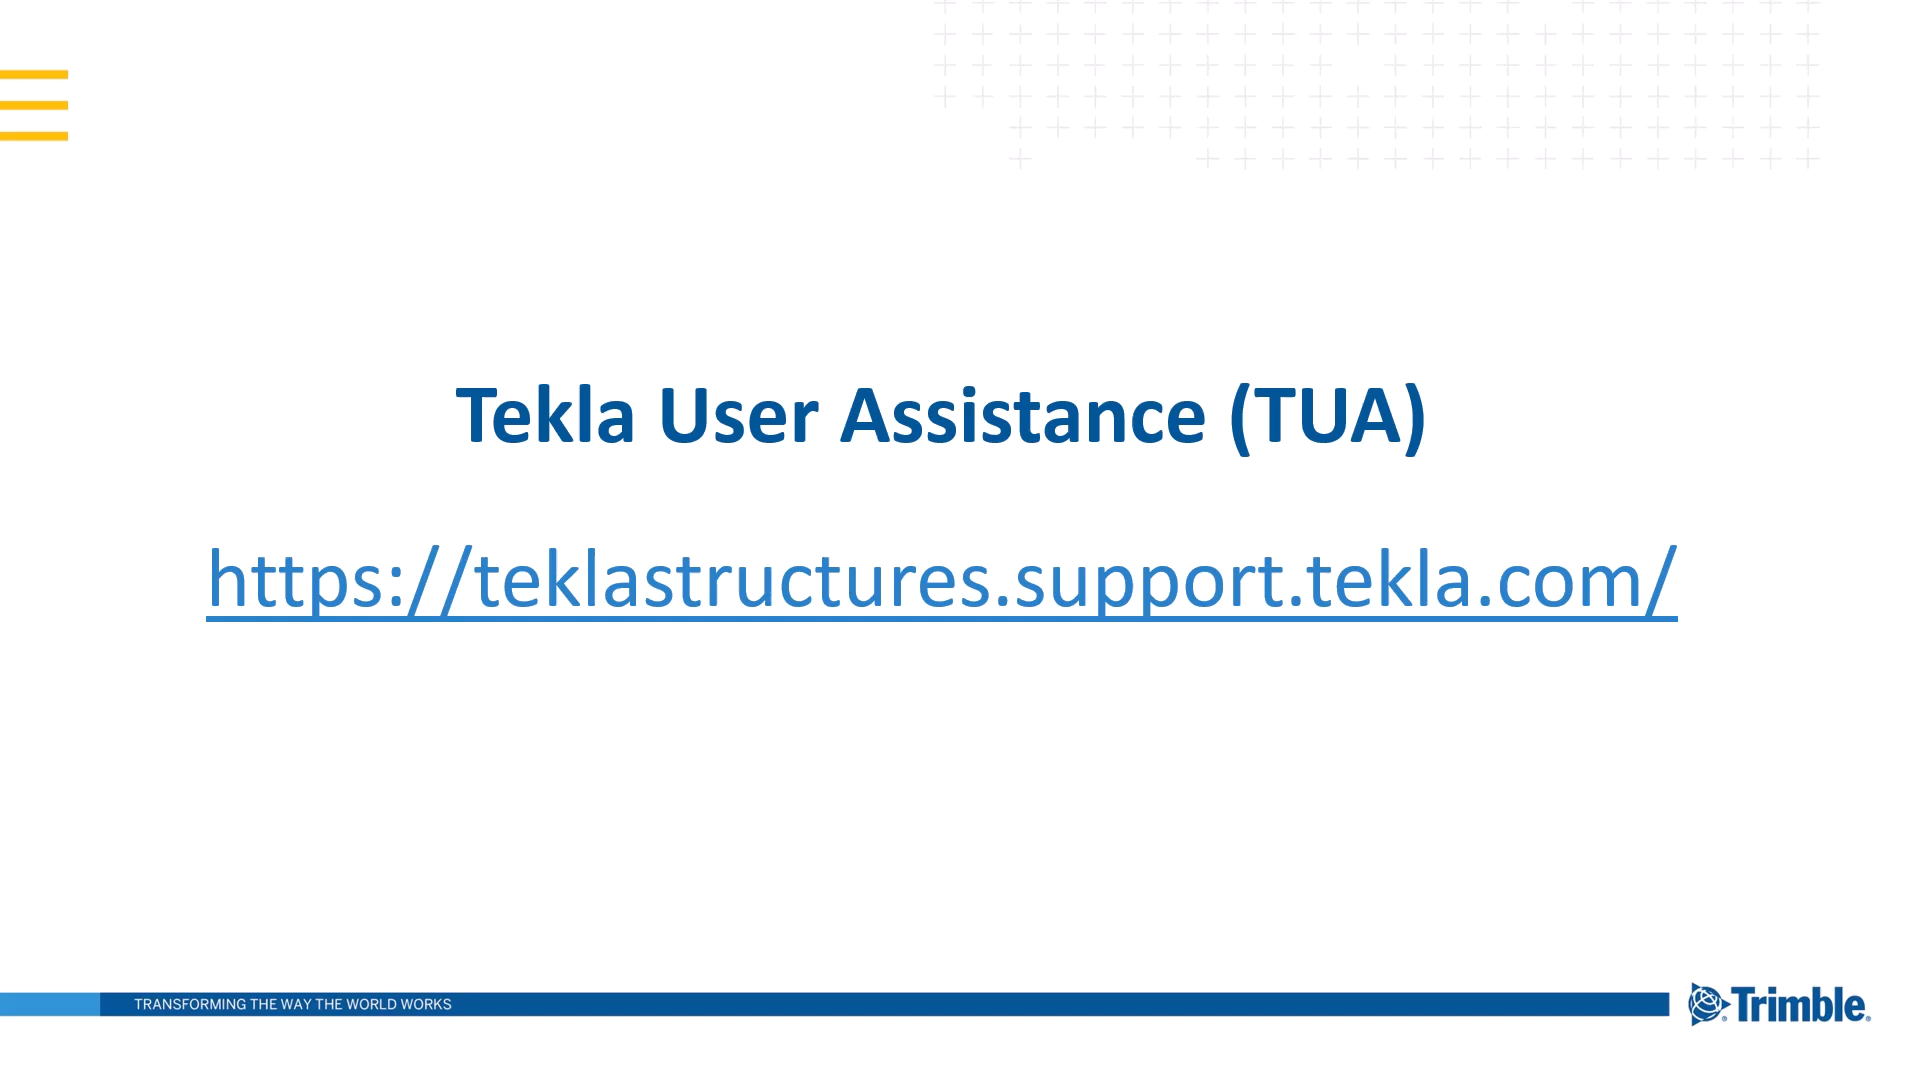 Tekla User Assistance (TUA)
https://teklastructures.support.tekla.com/
TRANSFORMING THE WAY THE WORLD WORKS
Trimble